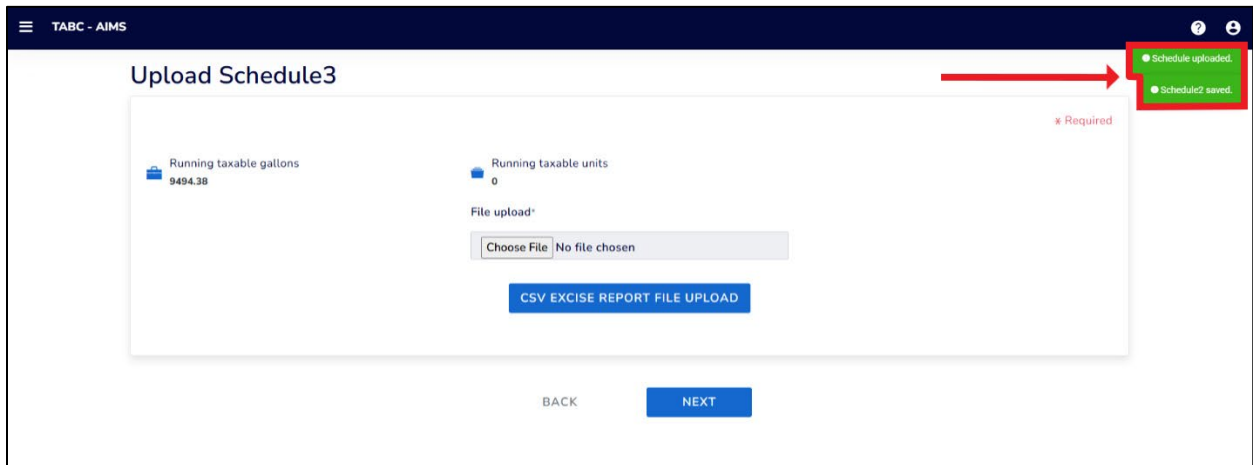 TABC - AIMS
Schedule uploaded.
Upload Schedule3
Schedule2 saved.
* Required
Running taxable gallons
9494.38
Running taxable units
0
File upload*
Choose File No file chosen
CSV EXCISE REPORT FILE UPLOAD
BACK
NEXT